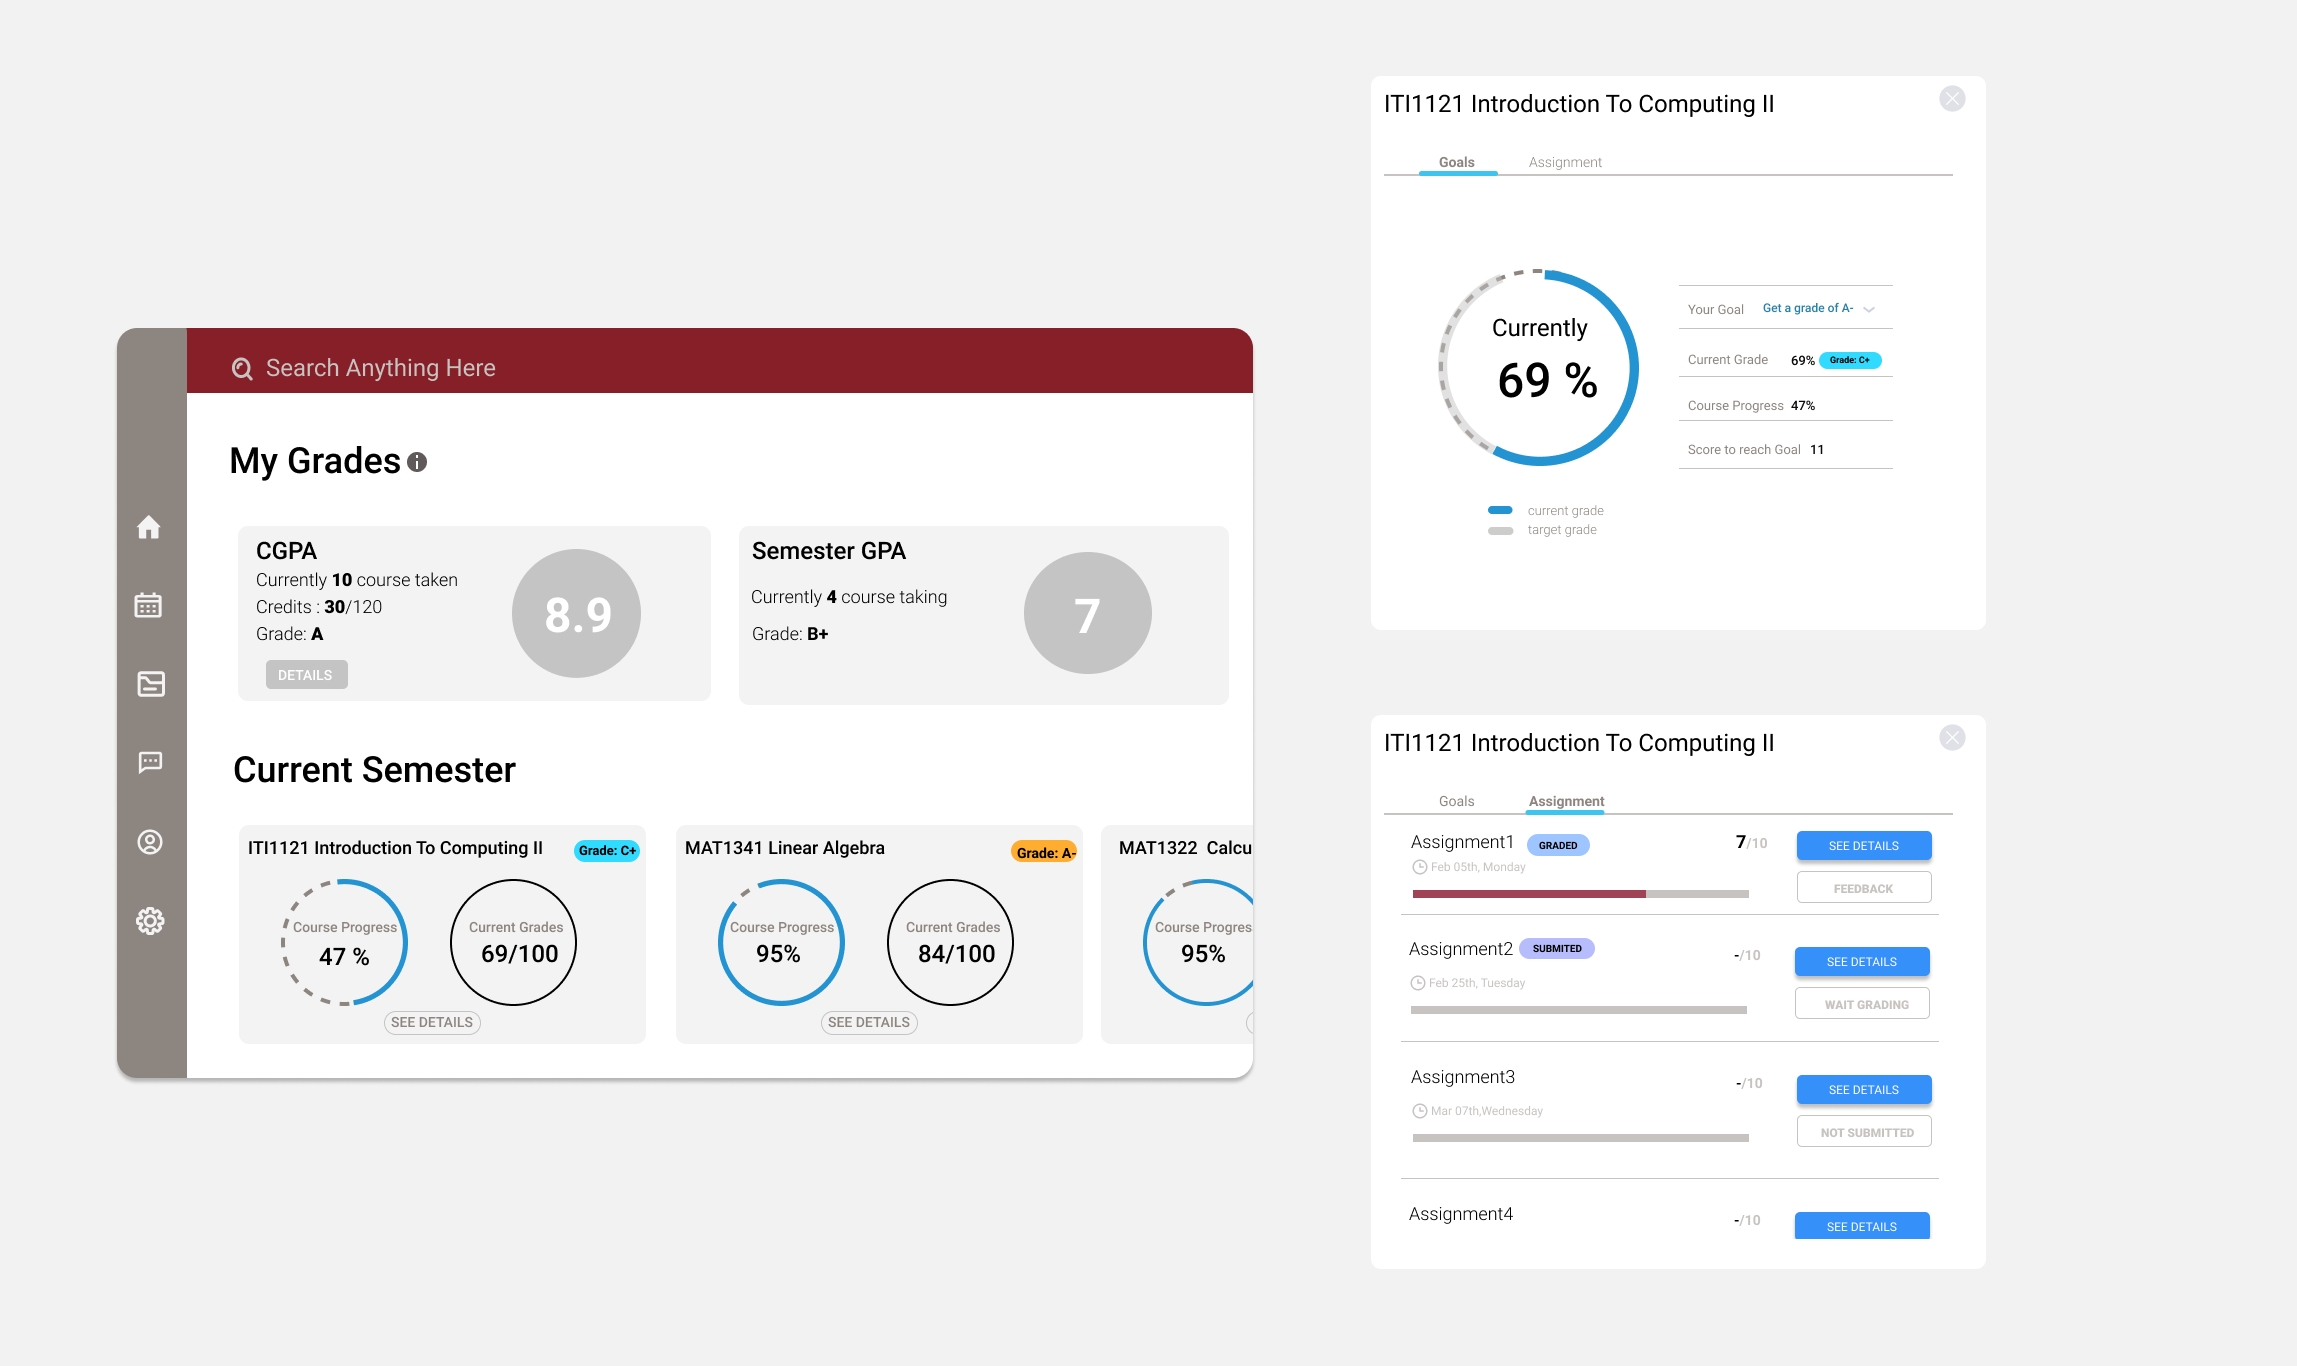 Search Anything Here
My Grades
CGPA
Currently 10 course taken
Credits : 30/120
Grade: A
DETAILS
8.9
Semester GPA
Currently 4 course taking
Grade: B+
7
Current Semester
ITI1121 Introduction To Computing II
Grade: C+
Course Progress
47 %
Current Grades
69/100
SEE DETAILS
MAT1341 Linear Algebra
Grade: A-
Course Progress
95%
Current Grades
84/100
SEE DETAILS
MAT1322 Calcu
Course Progres
95%
ITI1121 Introduction To Computing II
Goals Assignment
Currently
69 %
Your Goal Get a grade of A-
Current Grade 69% Grade: C+
Course Progress 47%
Score to reach Goal 11
current grade
target grade
ITI1121 Introduction To Computing II
Goals Assignment
Assignment1 GRADED 7/10 SEE DETAILS
Feb 05th, Monday
FEEDBACK
Assignment2 SUBMITED -/10 SEE DETAILS
Feb 25th, Tuesday
WAIT GRADING
Assignment3 -/10 SEE DETAILS
Mar 07th,Wednesday
NOT SUBMITTED
Assignment4 -/10 SEE DETAILS